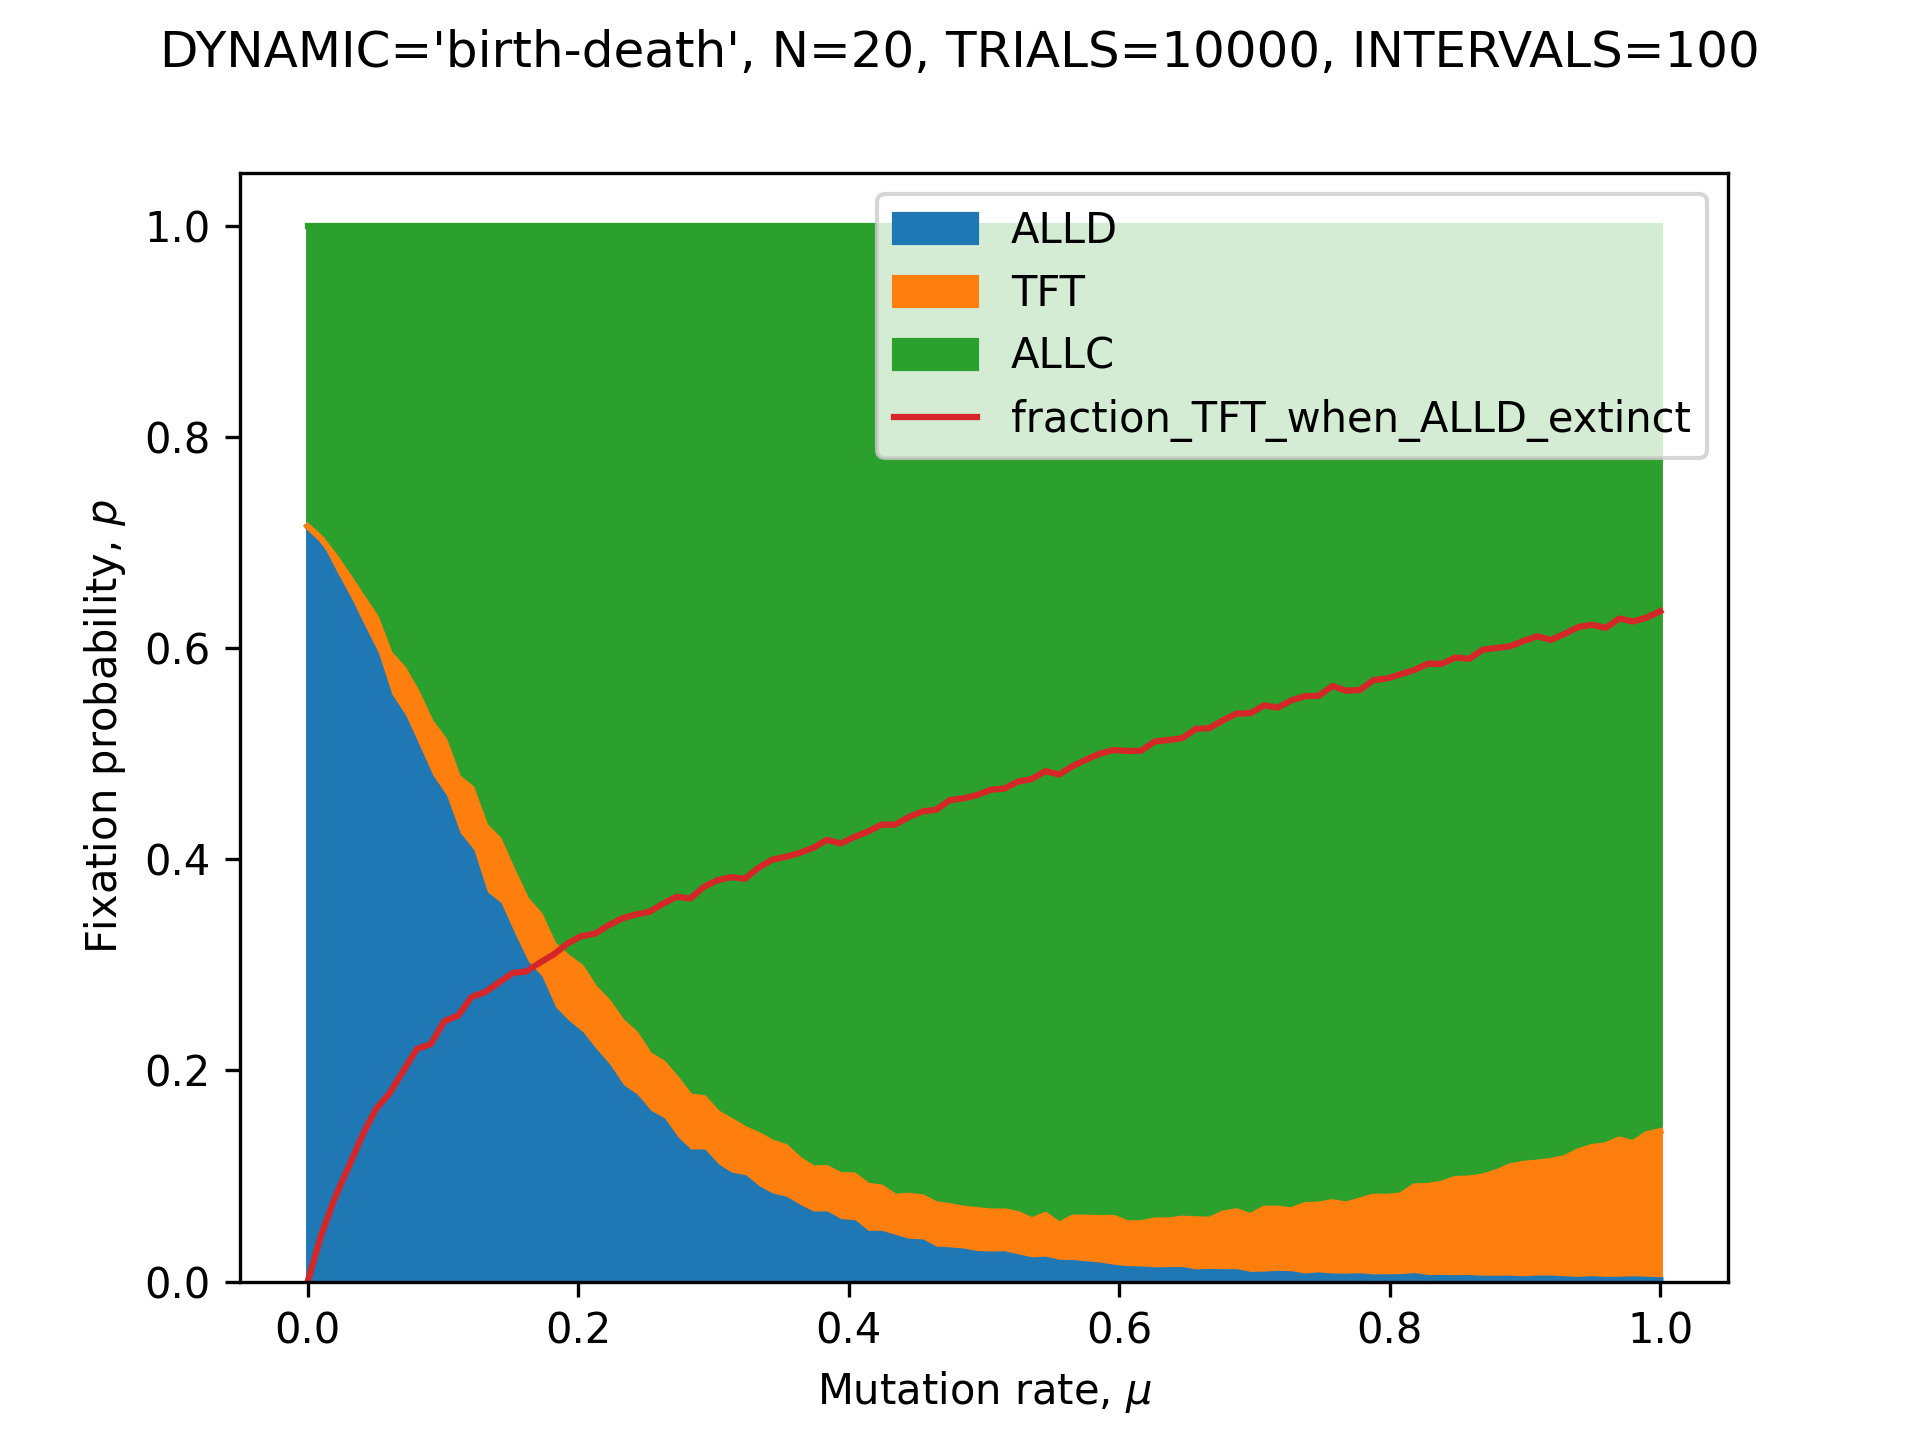 DYNAMIC='birth-death', N=20, TRIALS=10000, INTERVALS=100
ALLD
TFT
ALLC
fraction_TFT_when_ALLD_extinct
Fixation probability, p
1.0
0.8
0.6
0.4
0.2
0.0
0.0 0.2 0.4 0.6 0.8 1.0
Mutation rate, μ